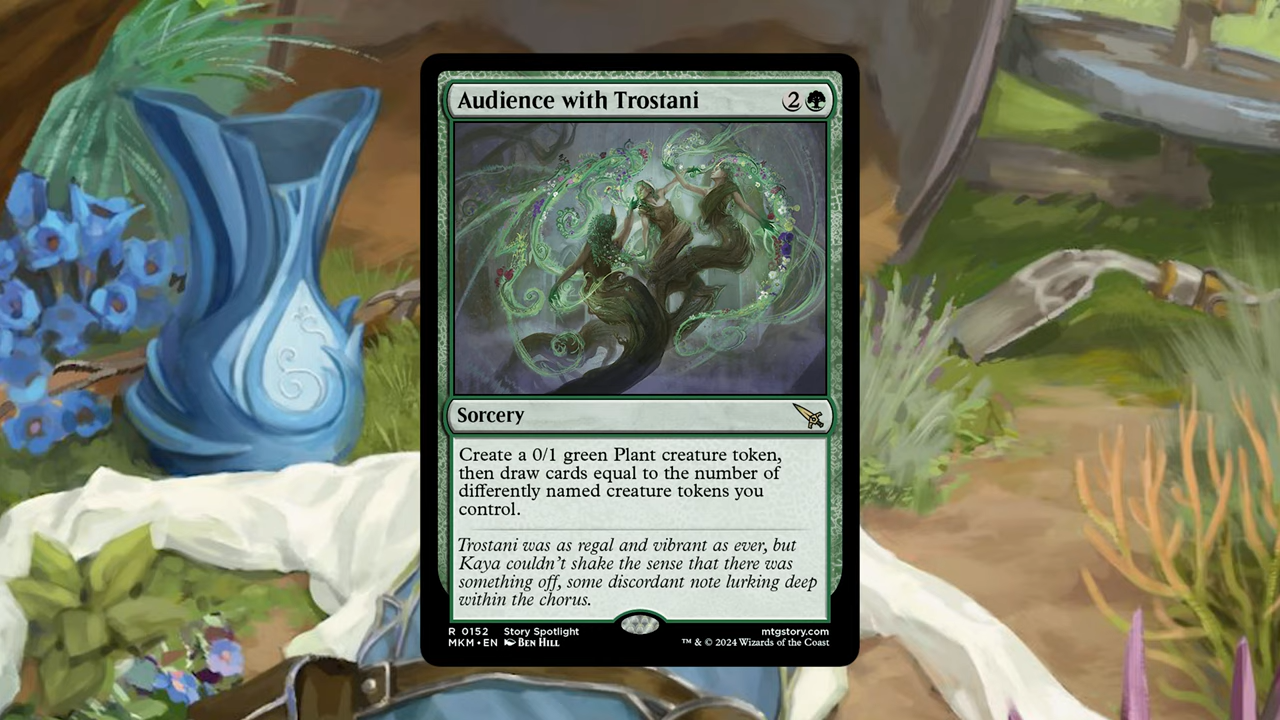 Audience with Trostani 2
Sorcery
Create a 0/1 green Plant creature token,
then draw cards equal to the number of
differently named creature tokens you
control.
Trostani was as regal and vibrant as ever, but
Kaya couldn't shake the sense that there was
something off, some discordant note lurking deep
within the chorus.
R 0152 Story Spotlight mtgstory.com
MKM • EN Ben Hill ™ & © 2024 Wizards of the Coast